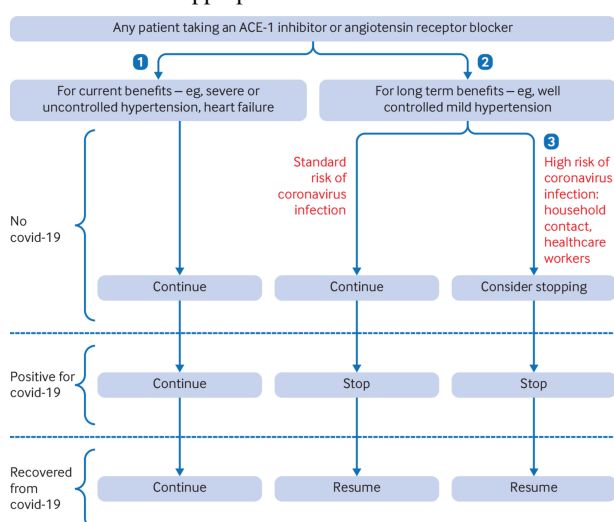 Any patient taking an ACE-1 inhibitor or angiotensin receptor blocker
1
2
For current benefits – eg, severe or
uncontrolled hypertension, heart failure
For long term benefits – eg, well
controlled mild hypertension
3
Standard
risk of
coronavirus
infection
High risk of
coronavirus
infection:
household
contact,
healthcare
workers
No
covid-19
Continue
Continue
Consider stopping
Positive for
covid-19
Continue
Stop
Stop
Recovered
from
covid-19
Continue
Resume
Resume